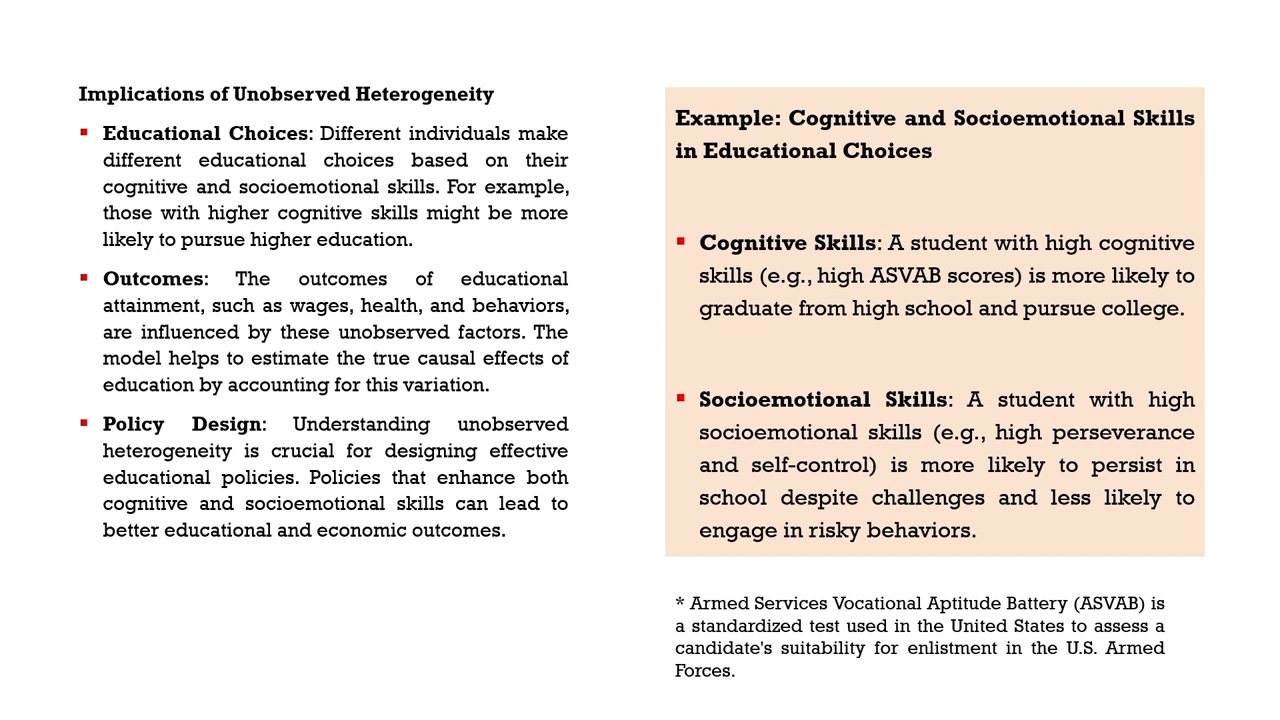 Implications of Unobserved Heterogeneity
▪ Educational Choices: Different individuals make
different educational choices based on their
cognitive and socioemotional skills. For example,
those with higher cognitive skills might be more
likely to pursue higher education.
▪ Outcomes: The outcomes of educational
attainment, such as wages, health, and behaviors,
are influenced by these unobserved factors. The
model helps to estimate the true causal effects of
education by accounting for this variation.
▪ Policy Design: Understanding unobserved
heterogeneity is crucial for designing effective
educational policies. Policies that enhance both
cognitive and socioemotional skills can lead to
better educational and economic outcomes.
Example: Cognitive and Socioemotional Skills
in Educational Choices
▪ Cognitive Skills: A student with high cognitive
skills (e.g., high ASVAB scores) is more likely to
graduate from high school and pursue college.
▪ Socioemotional Skills: A student with high
socioemotional skills (e.g., high perseverance
and self-control) is more likely to persist in
school despite challenges and less likely to
engage in risky behaviors.
* Armed Services Vocational Aptitude Battery (ASVAB) is
a standardized test used in the United States to assess a
candidate's suitability for enlistment in the U.S. Armed
Forces.